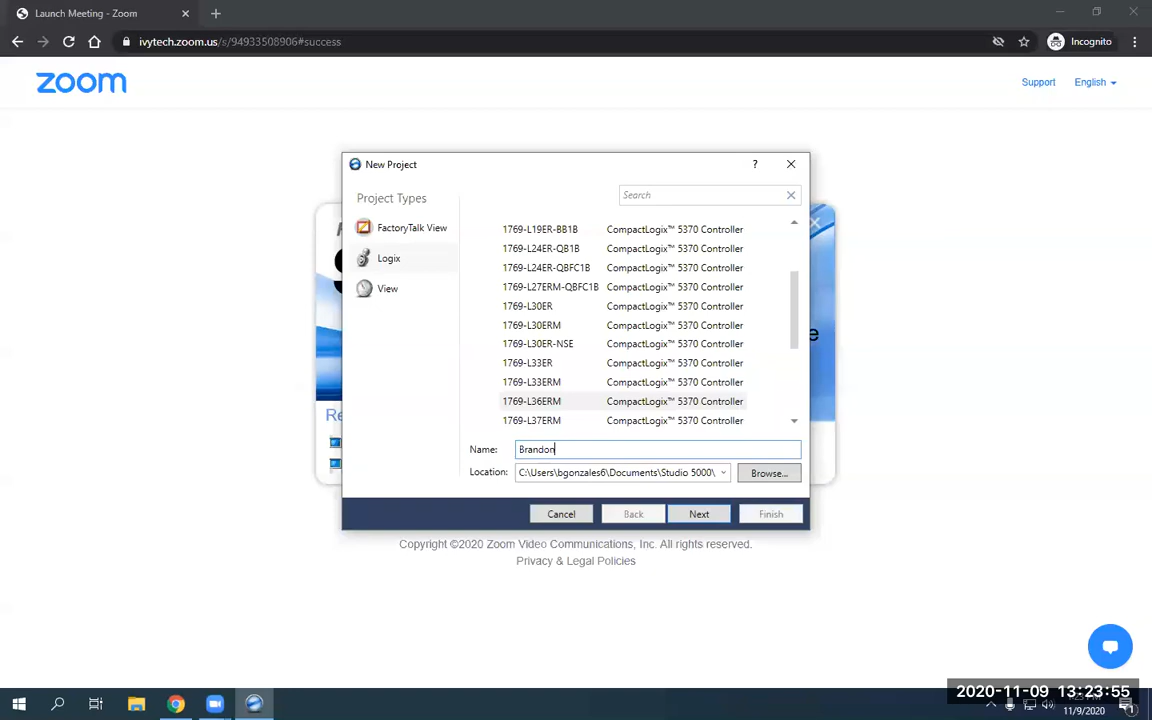 Launch Meeting - Zoom
ivytech.zoom.us/s/94933508906#success
Incognito
zoom
Support
English
New Project
?
Project Types
Search
FactoryTalk View
Logix
View
1769-L19ER-BB1B CompactLogix™ 5370 Controller
1769-L24ER-QB1B CompactLogix™ 5370 Controller
1769-L24ER-QBFC1B CompactLogix™ 5370 Controller
1769-L27ERM-QBFC1B CompactLogix™ 5370 Controller
1769-L30ER CompactLogix™ 5370 Controller
1769-L30ERM CompactLogix™ 5370 Controller
1769-L30ER-NSE CompactLogix™ 5370 Controller
1769-L33ER CompactLogix™ 5370 Controller
1769-L33ERM CompactLogix™ 5370 Controller
1769-L36ERM CompactLogix™ 5370 Controller
1769-L37ERM CompactLogix™ 5370 Controller
Name: Brandon
Location: C:\Users\bgonzales6\Documents\Studio 5000\ Browse...
Cancel Back Next Finish
Re
e
Copyright ©2020 Zoom Video Communications, Inc. All rights reserved.
Privacy & Legal Policies
2020-11-09 13:23:55
11/9/2020
1